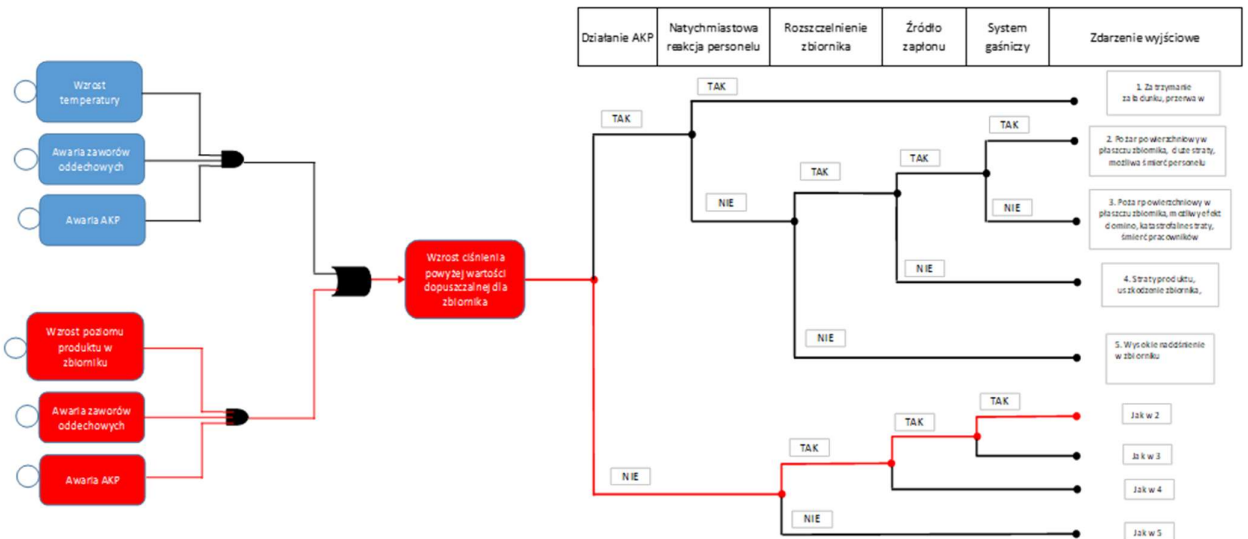 Działanie AKP
Natychmiastowa
reakcja personelu
Rozszczelnienie
zbiornika
Źródło
zapłonu
System
gaśniczy
Zdarzenie wyjściowe
Wzrost
temperatury
Awaria zaworów
oddechowych
Awaria AKP
Wzrost poziomu
produktu w
zbiorniku
Awaria zaworów
oddechowych
Awaria AKP
Wzrost ciśnienia
powyżej wartości
dopuszczalnej dla
zbiornika
TAK
TAK
NIE
TAK
TAK
TAK
NIE
NIE
NIE
NIE
TAK
TAK
TAK
NIE
1. Zatrzymanie
załadunku, przerwa w
2. Pożar powierzchniowy w
płaszczu zbiornika, duże straty,
możliwa śmierć personelu
3. Pożar powierzchniowy w
płaszczu zbiornika, możliwy efekt
domino, katastrofalne straty,
śmierć pracowników
4. Straty produktu,
uszkodzenie zbiornika,
5. Wysokie nadciśnienie
w zbiorniku
Jak w 2
Jak w 3
Jak w 4
Jak w 5